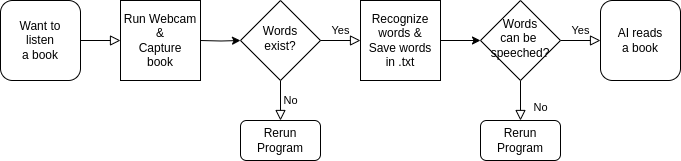 Want to
listen
a book
Run Webcam
&
Capture
book
Words
exist?
Yes
No
Rerun
Program
Recognize
words &
Save words
in .txt
Words
can be
speeched?
Yes
No
Rerun
Program
AI reads
a book